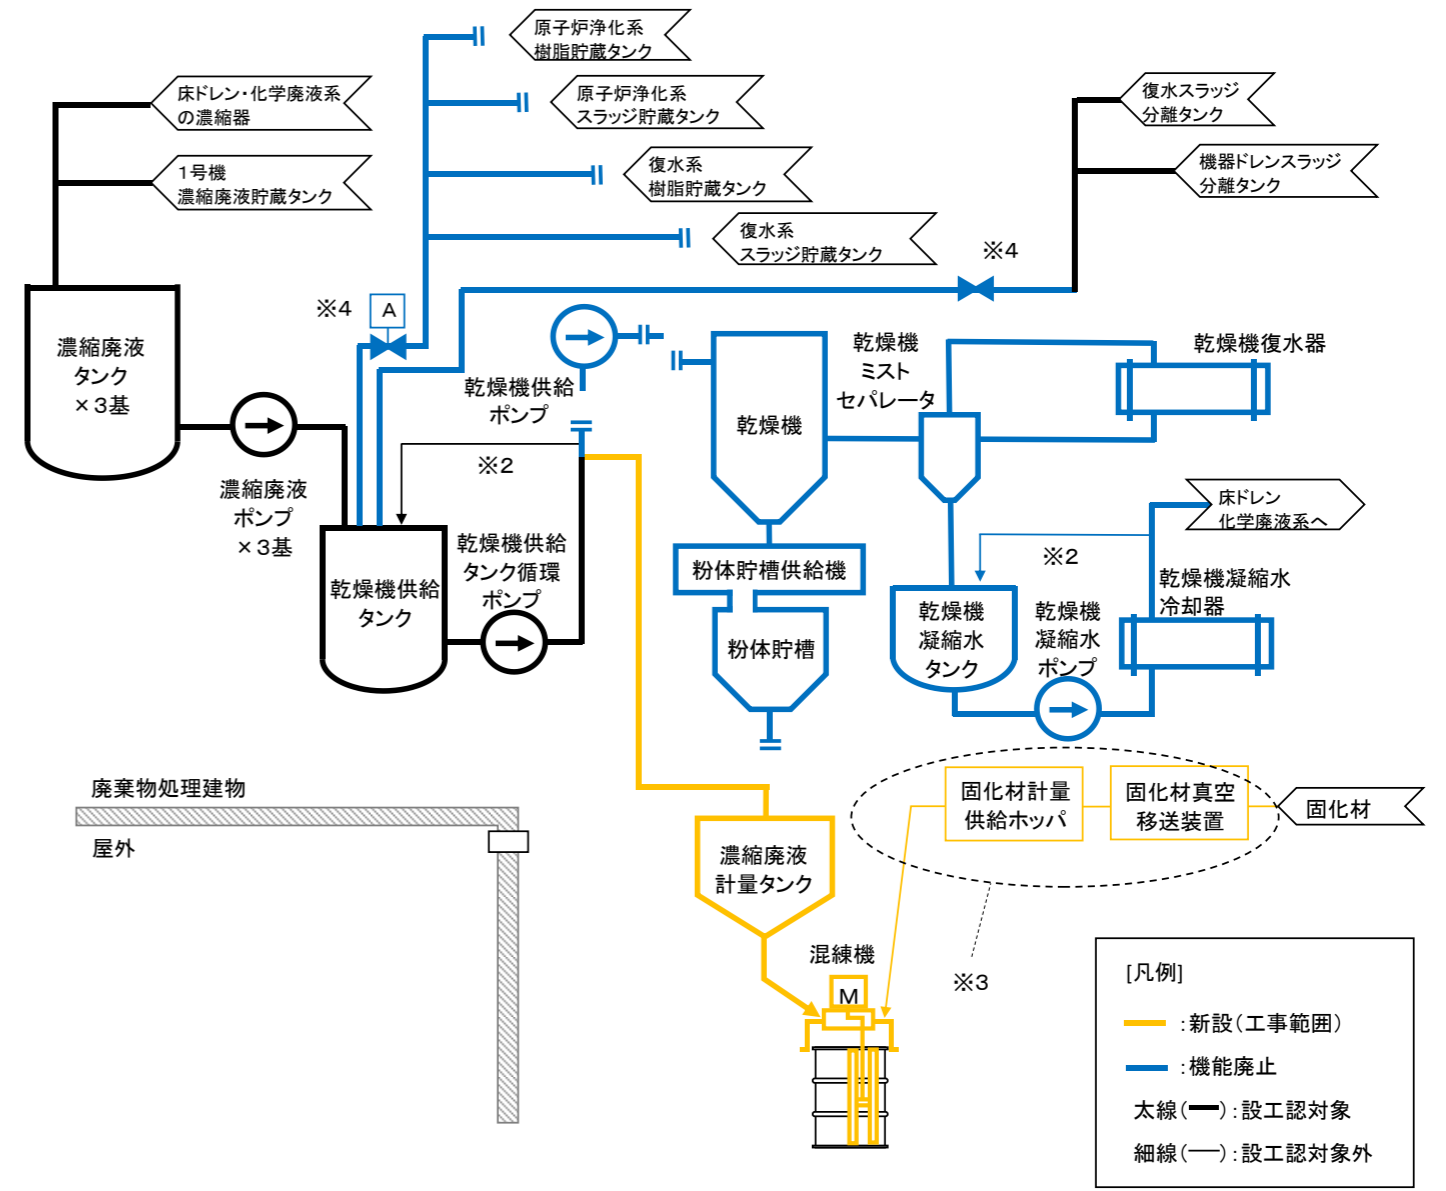 原子炉浄化系
樹脂貯蔵タンク
床ドレン・化学廃液系
の濃縮器
原子炉浄化系
スラッジ貯蔵タンク
復水スラッジ
分離タンク
1号機
濃縮廃液貯蔵タンク
復水系
樹脂貯蔵タンク
機器ドレンスラッジ
分離タンク
復水系
スラッジ貯蔵タンク
※4
※4
A
濃縮廃液
タンク
×3基
乾燥機供給
ポンプ
乾燥機
ミスト
セパレータ
乾燥機復水器
乾燥機
※2
濃縮廃液
ポンプ
×3基
床ドレン
化学廃液系へ
乾燥機供給
タンク循環
ポンプ
※2
乾燥機供給
タンク
粉体貯槽供給機
粉体貯槽
乾燥機
凝縮水
タンク
乾燥機
凝縮水
ポンプ
乾燥機凝縮水
冷却器
廃棄物処理建物
屋外
固化材計量
供給ホッパ
固化材真空
移送装置
固化材
濃縮廃液
計量タンク
混練機
M
※3
[凡例]
:新設(工事範囲)
:機能廃止
太線(━):設工認対象
細線(─):設工認対象外